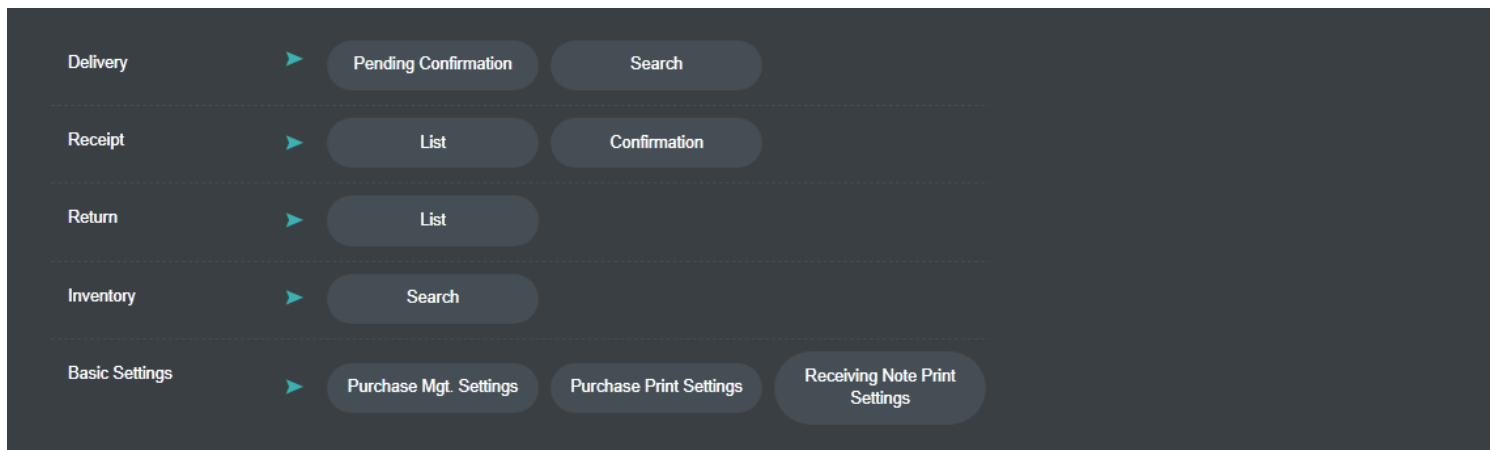 Delivery
Pending Confirmation
Search
Receipt
List
Confirmation
Return
List
Inventory
Search
Basic Settings
Purchase Mgt. Settings
Purchase Print Settings
Receiving Note Print
Settings